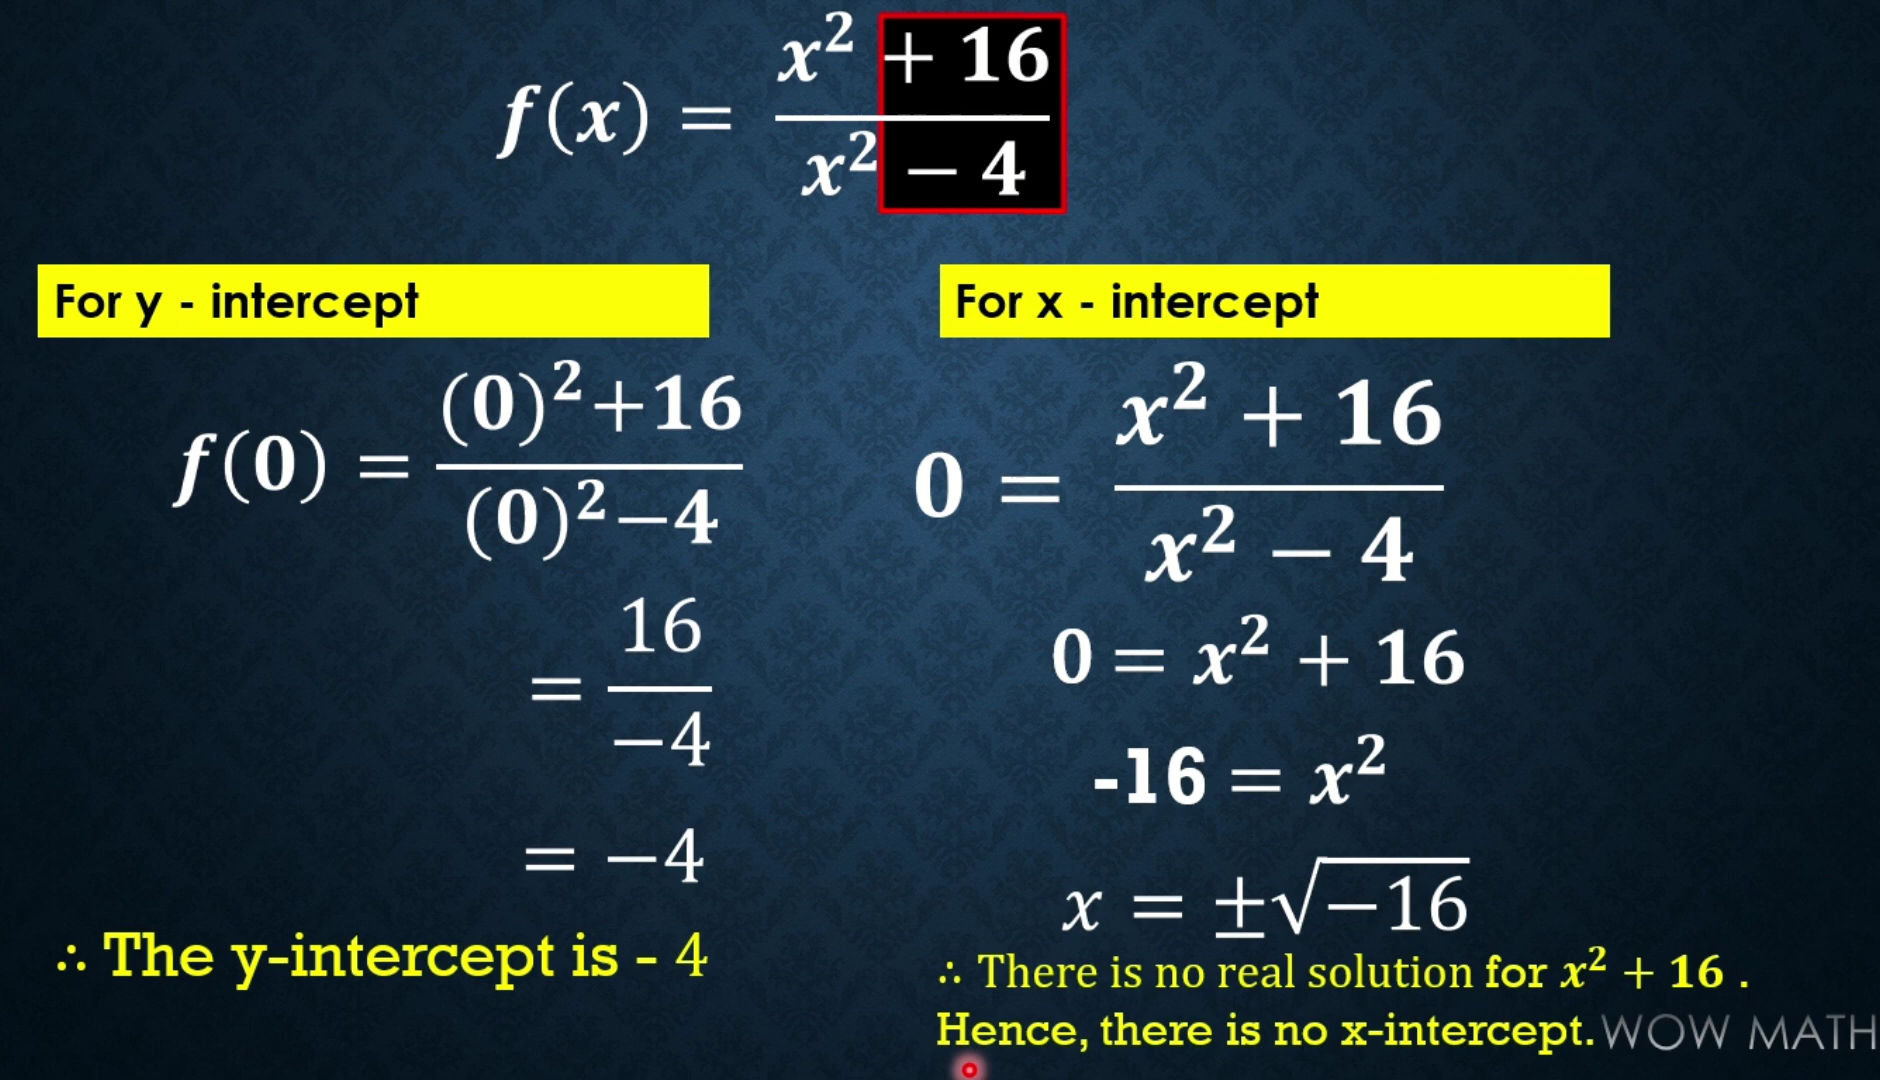 f(x) = (x² + 16)/(x² − 4)
For y - intercept
f(0) = ((0)²+16)/((0)²−4)
= 16/−4
= −4
∴ The y-intercept is - 4
For x - intercept
0 = (x² + 16)/(x² − 4)
0 = x² + 16
-16 = x²
x = ±√−16
∴ There is no real solution for x² + 16 .
Hence, there is no x-intercept.
WOW MATH